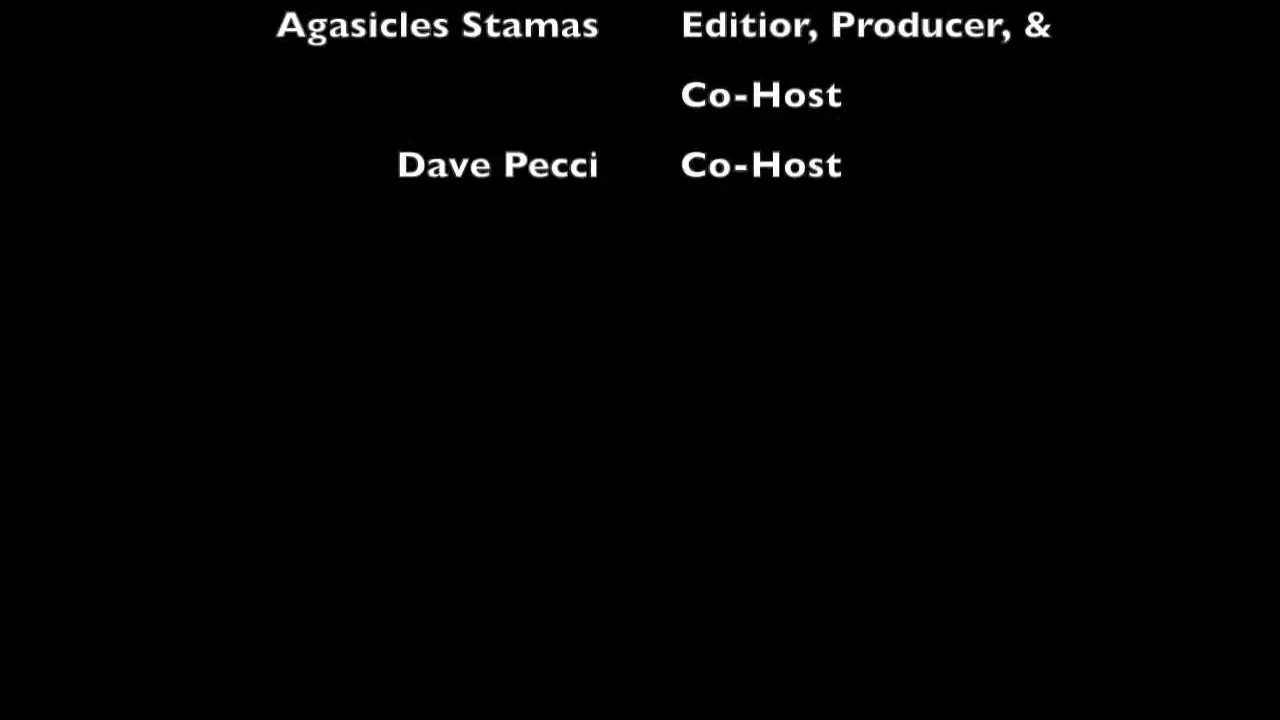 Agasicles Stamas Editior, Producer, &
Co-Host
Dave Pecci Co-Host